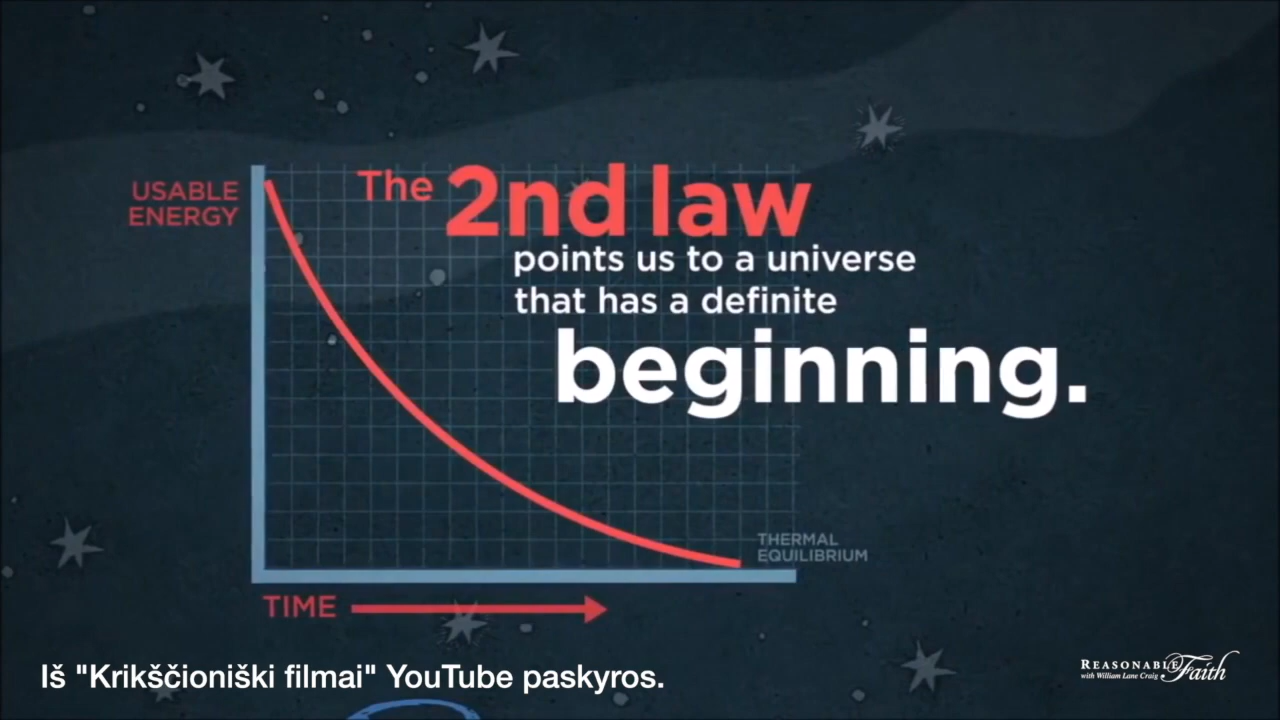 USABLE
ENERGY
The 2nd law
points us to a universe
that has a definite
beginning.
THERMAL
EQUILIBRIUM
TIME
Iš "Krikščioniški filmai" YouTube paskyros.
REASONABLE Faith
with William Lane Craig